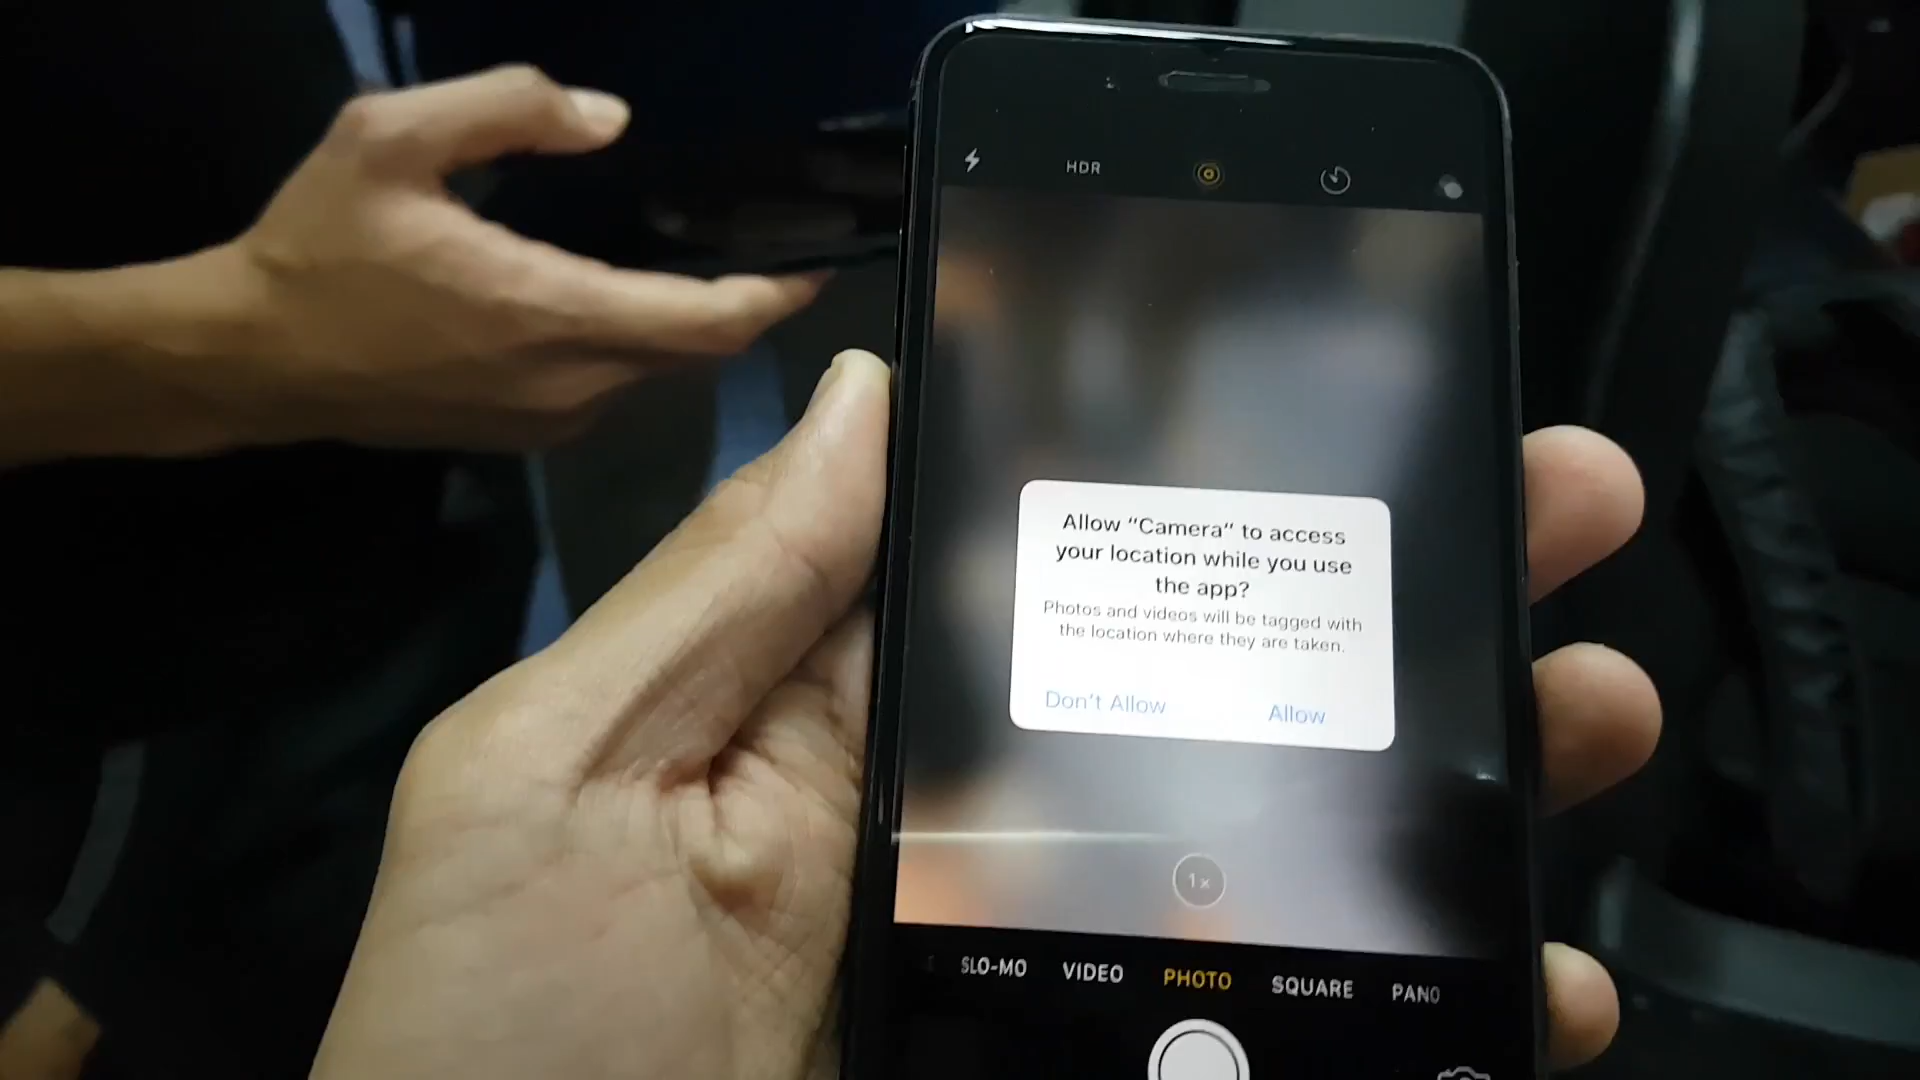 HDR
Allow “Camera” to access
your location while you use
the app?
Photos and videos will be tagged with
the location where they are taken.
Don't Allow Allow
1x
SLO-MO VIDEO PHOTO SQUARE PANO